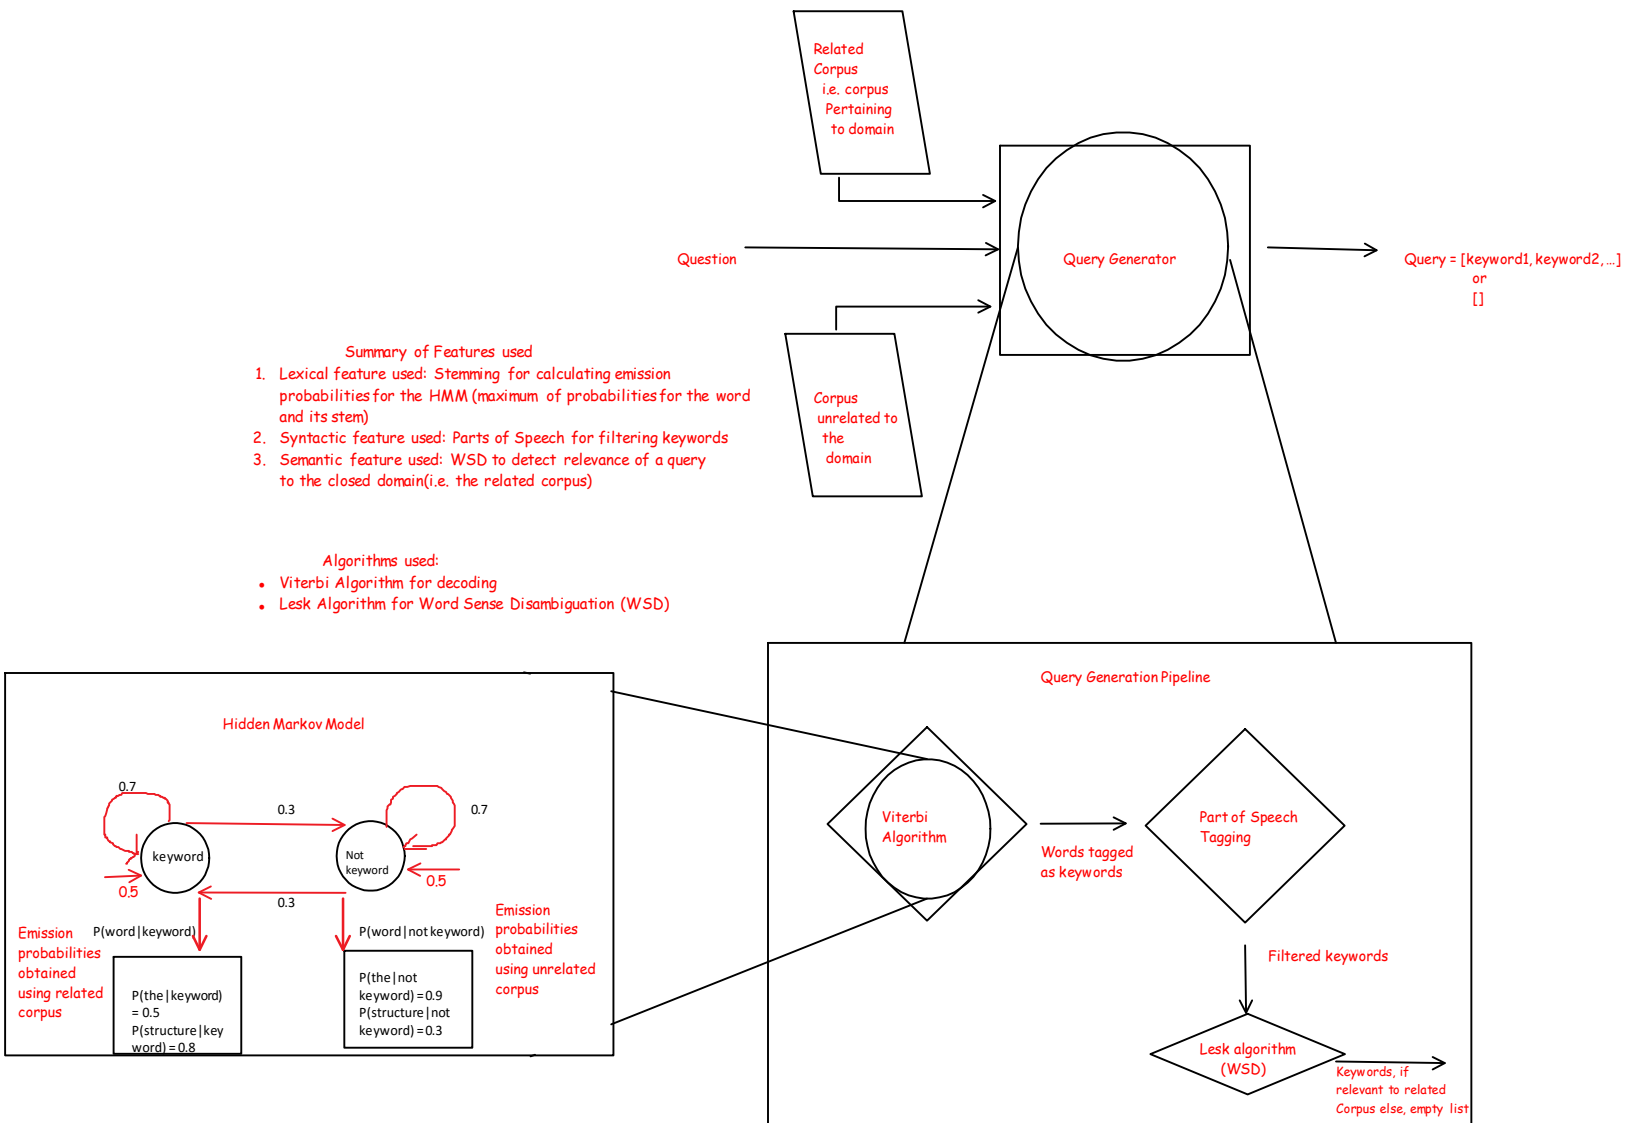 Related
Corpus
i.e. corpus
Pertaining
to domain
Question
Query Generator
Query = [keyword1, keyword2, ...]
or
[]
Corpus
unrelated to
the
domain
Summary of Features used
1. Lexical feature used: Stemming for calculating emission
probabilities for the HMM (maximum of probabilities for the word
and its stem)
2. Syntactic feature used: Parts of Speech for filtering keywords
3. Semantic feature used: WSD to detect relevance of a query
to the closed domain(i.e. the related corpus)
Algorithms used:
• Viterbi Algorithm for decoding
• Lesk Algorithm for Word Sense Disambiguation (WSD)
Hidden Markov Model
0.7
0.3
0.7
keyword
Not
keyword
0.5
0.5
0.3
Emission
probabilities
obtained
using related
corpus
P(word|keyword)
P(word|not keyword)
Emission
probabilities
obtained
using unrelated
corpus
P(the|keyword)
= 0.5
P(structure|key
word) = 0.8
P(the|not
keyword) = 0.9
P(structure|not
keyword) = 0.3
Query Generation Pipeline
Viterbi
Algorithm
Words tagged
as keywords
Part of Speech
Tagging
Filtered keywords
Lesk algorithm
(WSD)
Keywords, if
relevant to related
Corpus else, empty list